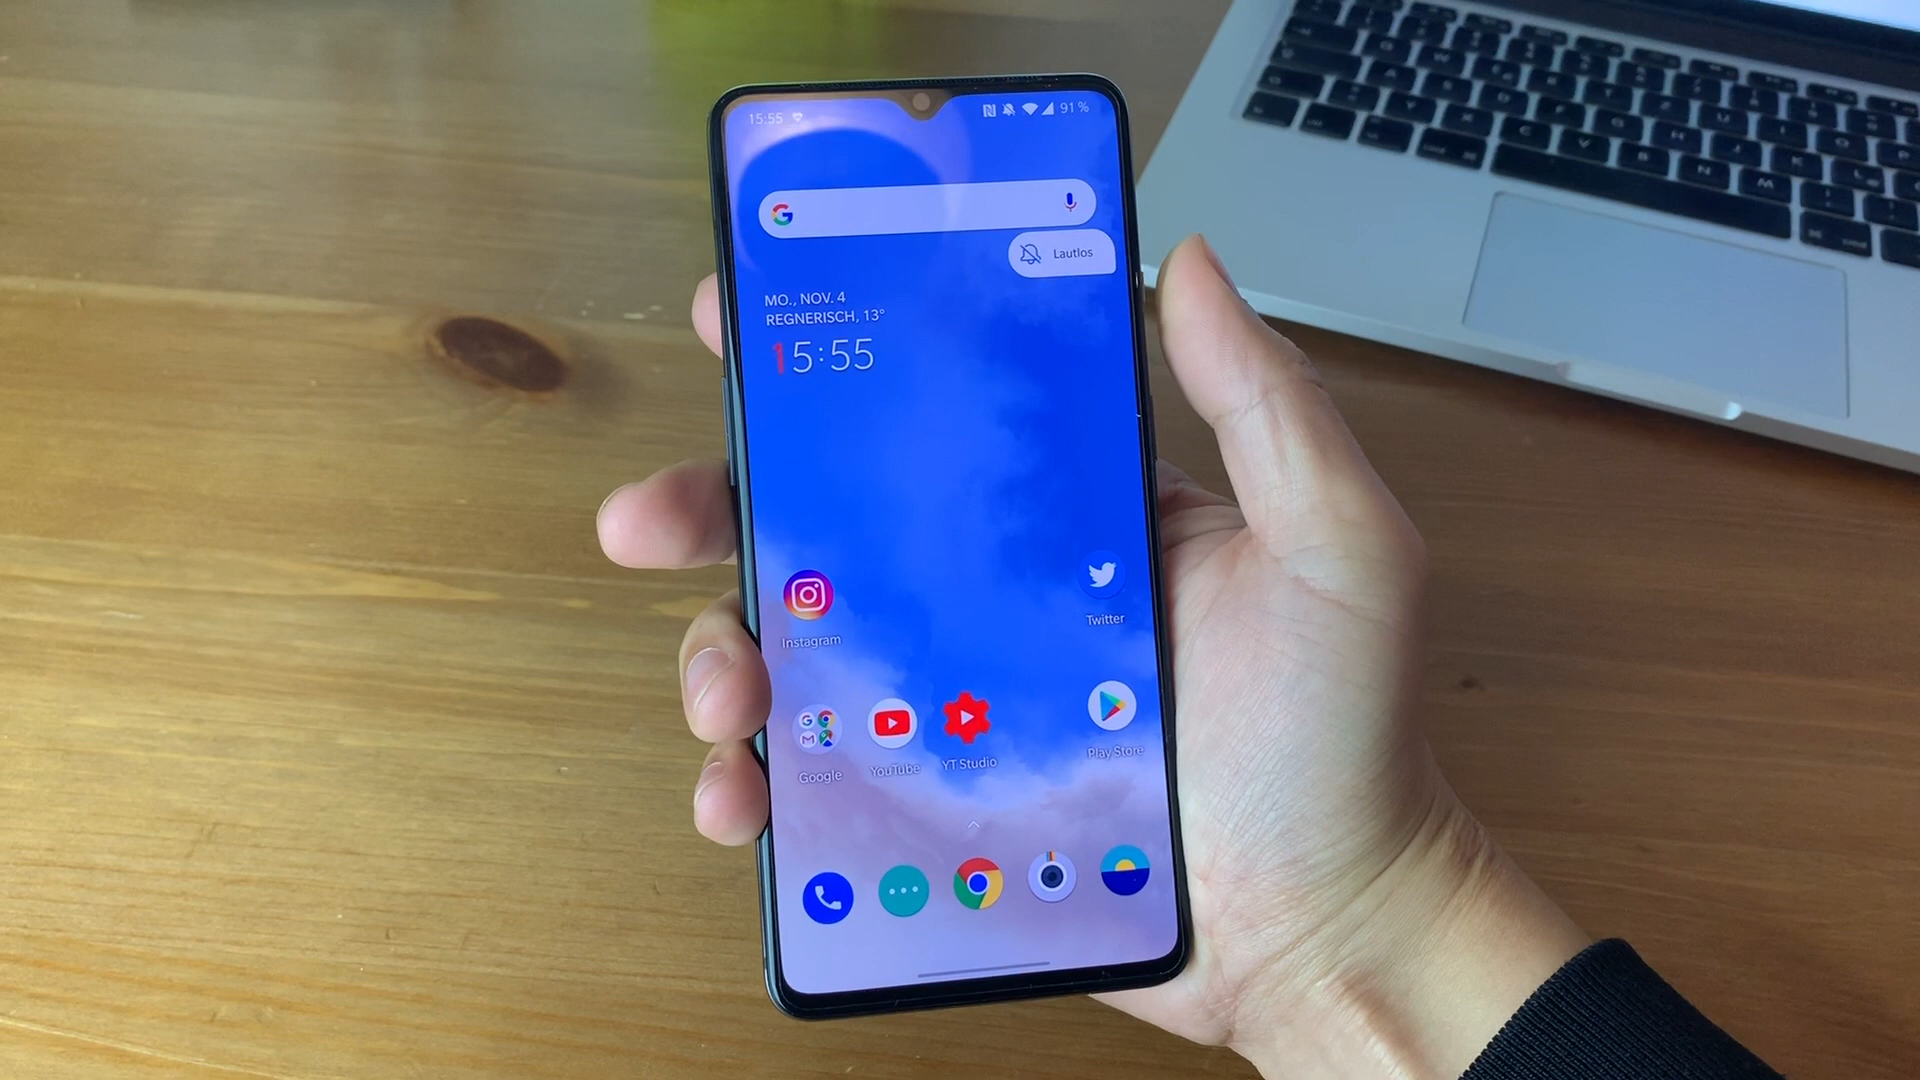 15:55
91 %
Lautlos
MO., NOV. 4
REGNERISCH, 13°
15:55
Instagram
Twitter
Google
YouTube
YT Studio
Play Store